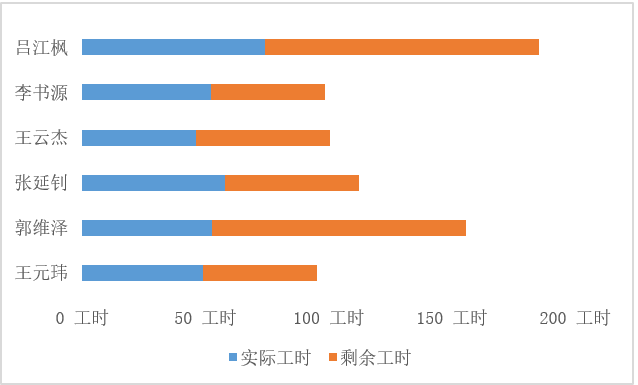 吕江枫
李书源
王云杰
张延钊
郭维泽
王元玮
0 工时 50 工时 100 工时 150 工时 200 工时
实际工时 剩余工时